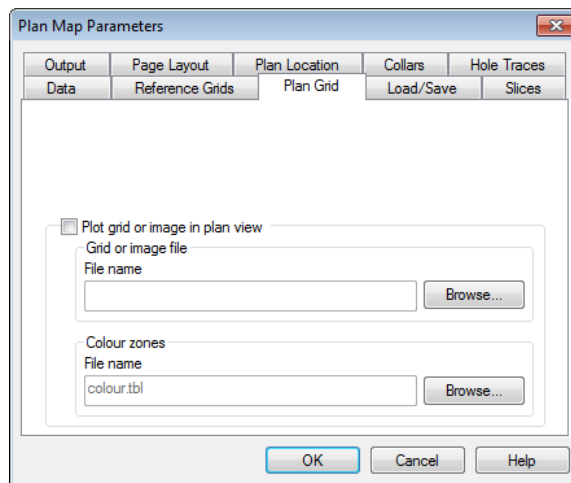 Plan Map Parameters
Output Page Layout Plan Location Collars Hole Traces
Data Reference Grids Plan Grid Load/Save Slices
Plot grid or image in plan view
Grid or image file
File name
Browse...
Colour zones
File name
colour.tbl Browse...
OK Cancel Help